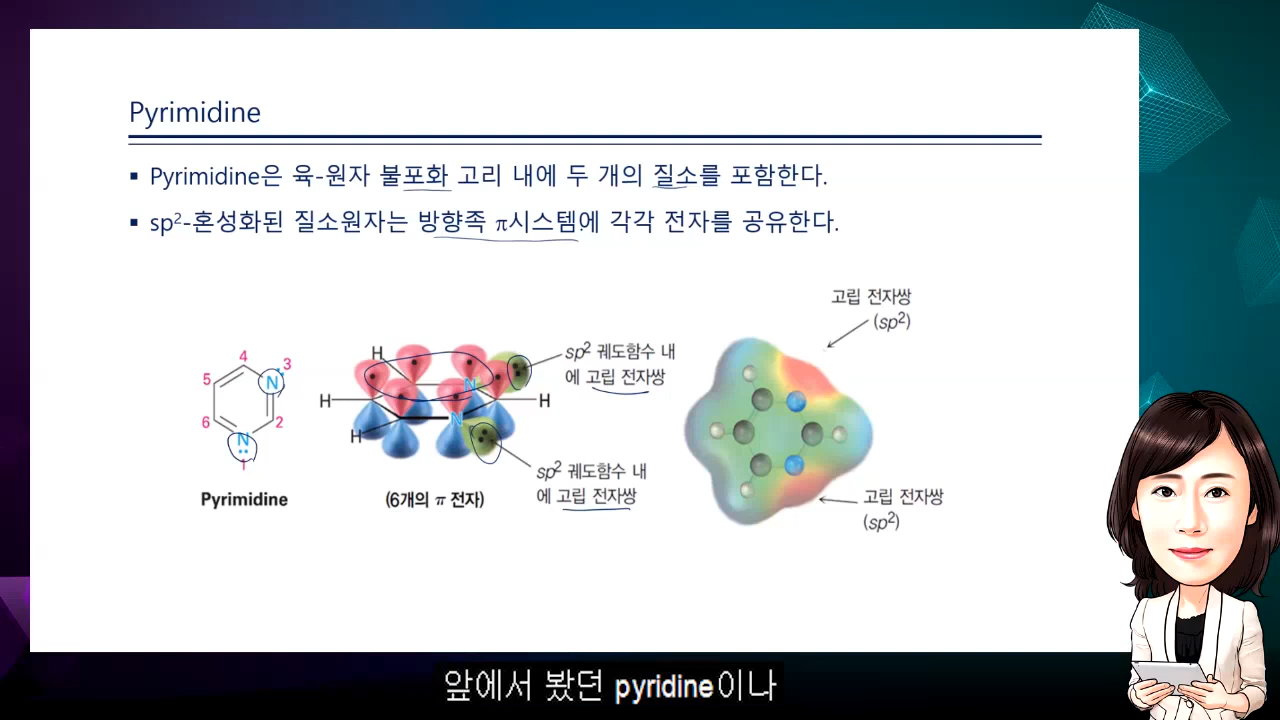 Pyrimidine
▪ Pyrimidine은 육-원자 불포화 고리 내에 두 개의 질소를 포함한다.
▪ sp²-혼성화된 질소원자는 방향족 π시스템에 각각 전자를 공유한다.
4
3
5
N
6
2
N
1
Pyrimidine
H
H
H
H
N
N
(6개의 π 전자)
sp² 궤도함수 내
에 고립 전자쌍
sp² 궤도함수 내
에 고립 전자쌍
고립 전자쌍
(sp²)
고립 전자쌍
(sp²)
앞에서 봤던 pyridine이나